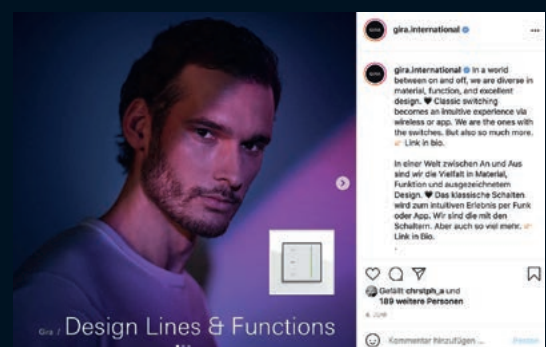 Gira / Design Lines & Functions
gira.international
gira.international In a world
between on and off, we are diverse in
material, function, and excellent
design. 🖤 Classic switching
becomes an intuitive experience via
wireless or app. We are the ones with
the switches. But also so much more.
👉 Link in bio.
In einer Welt zwischen An und Aus
sind wir die Vielfalt in Material,
Funktion und ausgezeichnetem
Design. 🖤 Das klassische Schalten
wird zum intuitiven Erlebnis per Funk
oder App. Wir sind die mit den
Schaltern. Aber auch so viel mehr. 👉
Link in Bio.
.
Gefällt chrstph_a und
189 weitere Personen
4. Juni
Kommentar hinzufügen ...
Posten